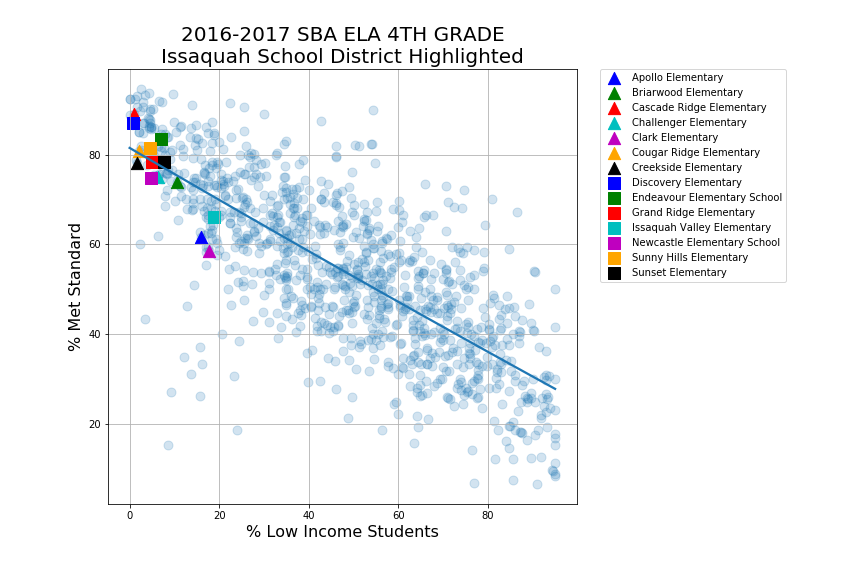 2016-2017 SBA ELA 4TH GRADE
Issaquah School District Highlighted
Apollo Elementary
Briarwood Elementary
Cascade Ridge Elementary
Challenger Elementary
Clark Elementary
Cougar Ridge Elementary
Creekside Elementary
Discovery Elementary
Endeavour Elementary School
Grand Ridge Elementary
Issaquah Valley Elementary
Newcastle Elementary School
Sunny Hills Elementary
Sunset Elementary
% Met Standard
80
60
40
20
0 20 40 60 80
% Low Income Students